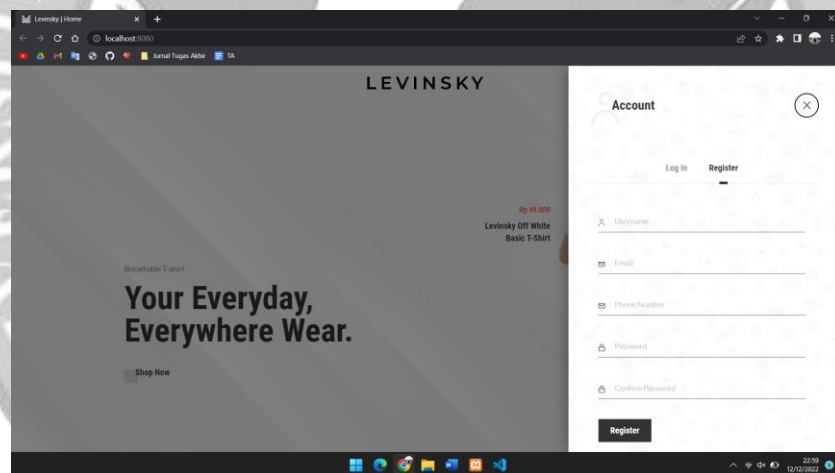 Levinsky | Home
localhost:8080
Jurnal Tugas Akhir
TA
LEVINSKY
Rp 49.000
Levinsky Off White
Basic T-Shirt
Breathable T-shirt
Your Everyday,
Everywhere Wear.
Shop Now
Account
Log In
Register
Username
Email
Phone Number
Password
Confirm Password
Register
22:59
12/12/2022